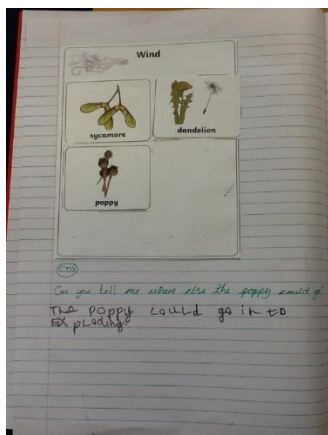 Wind
sycamore
dandelion
poppy
CTG
Can you tell me where else the poppy could go?
The Poppy could go in to
Exploding